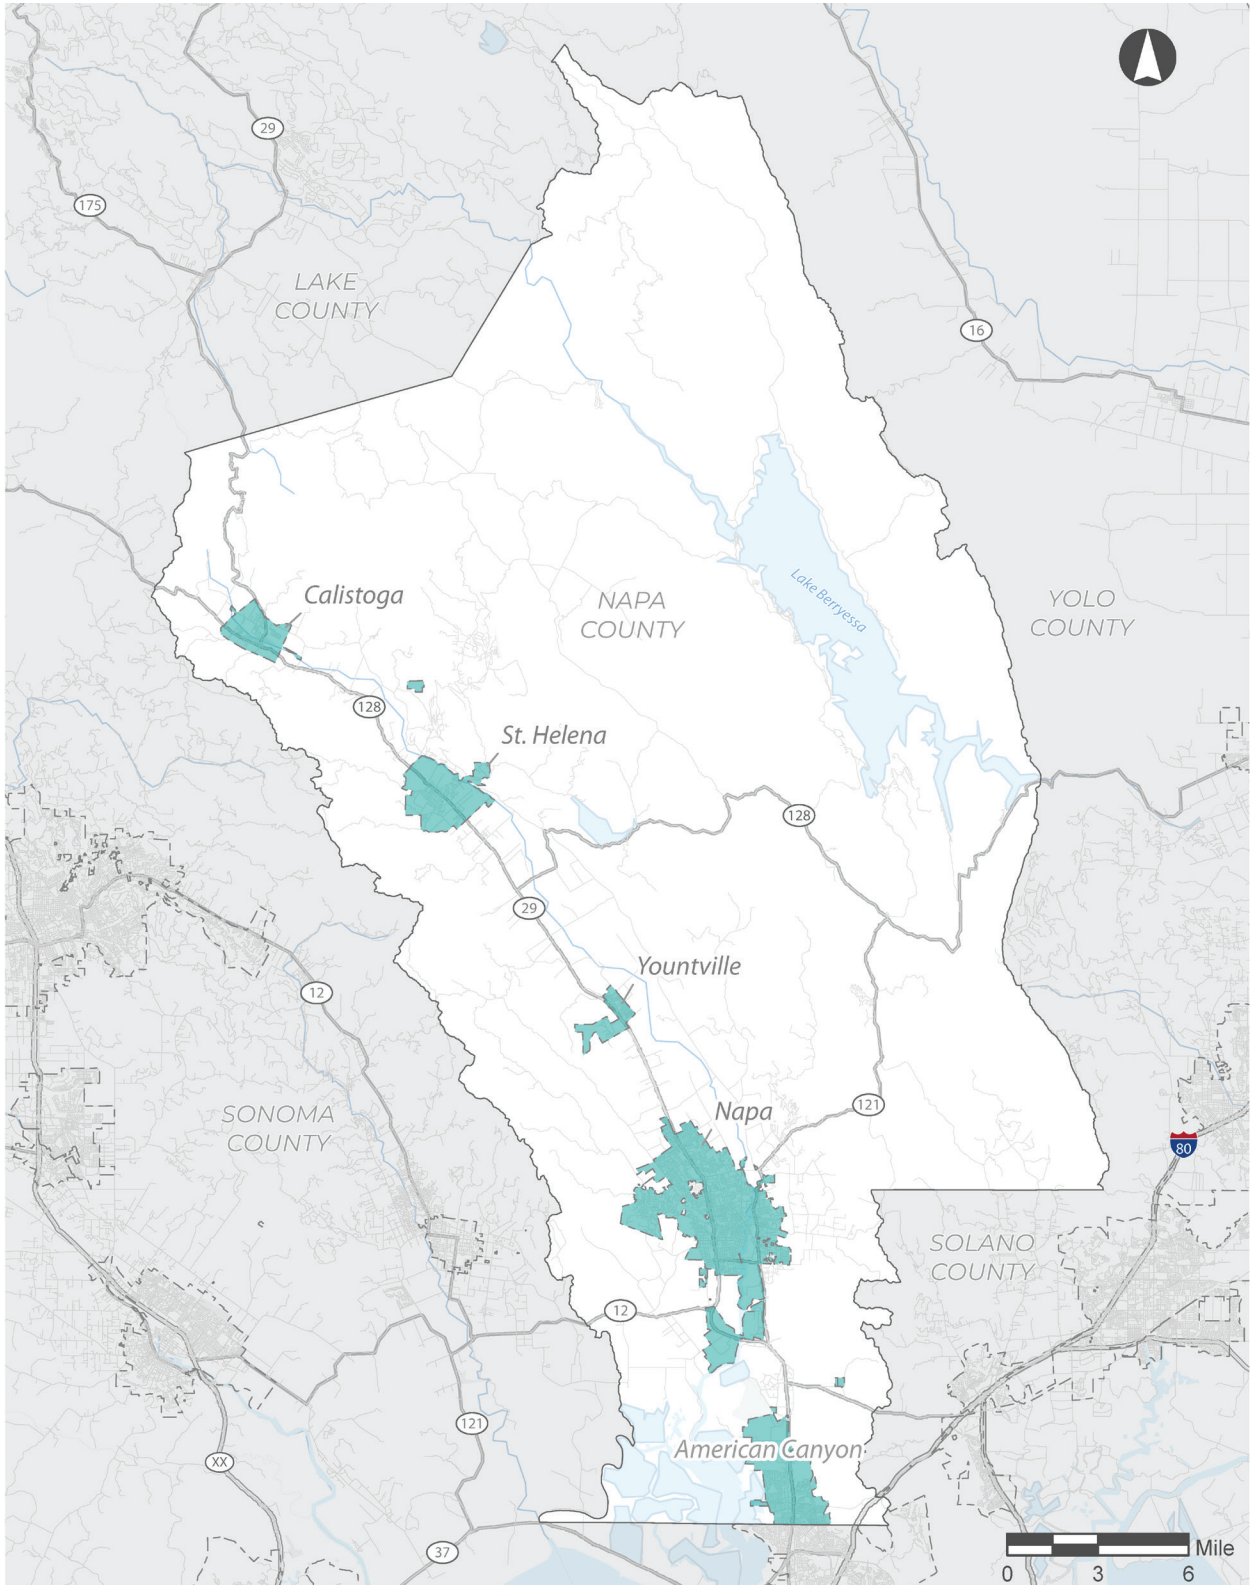 29
175
LAKE
COUNTY
16
Calistoga
NAPA
COUNTY
Lake Berryessa
YOLO
COUNTY
128
St. Helena
128
29
Yountville
12
SONOMA
COUNTY
Napa
121
80
SOLANO
COUNTY
12
American Canyon
121
XX
37
Mile
0 3 6